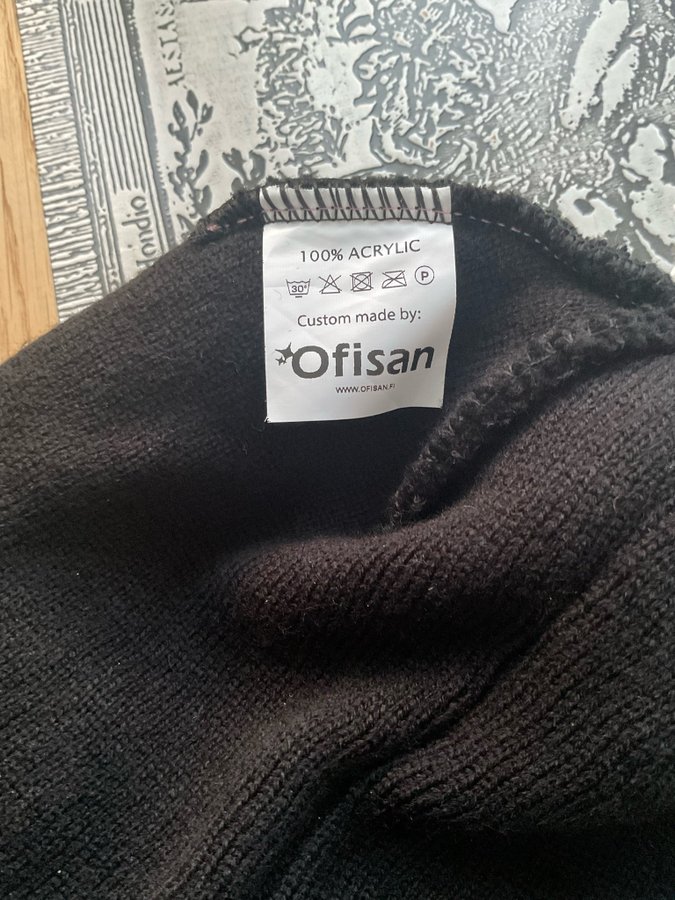 100% ACRYLIC
30° P
Custom made by:
Ofisan
WWW.OFISAN.FI